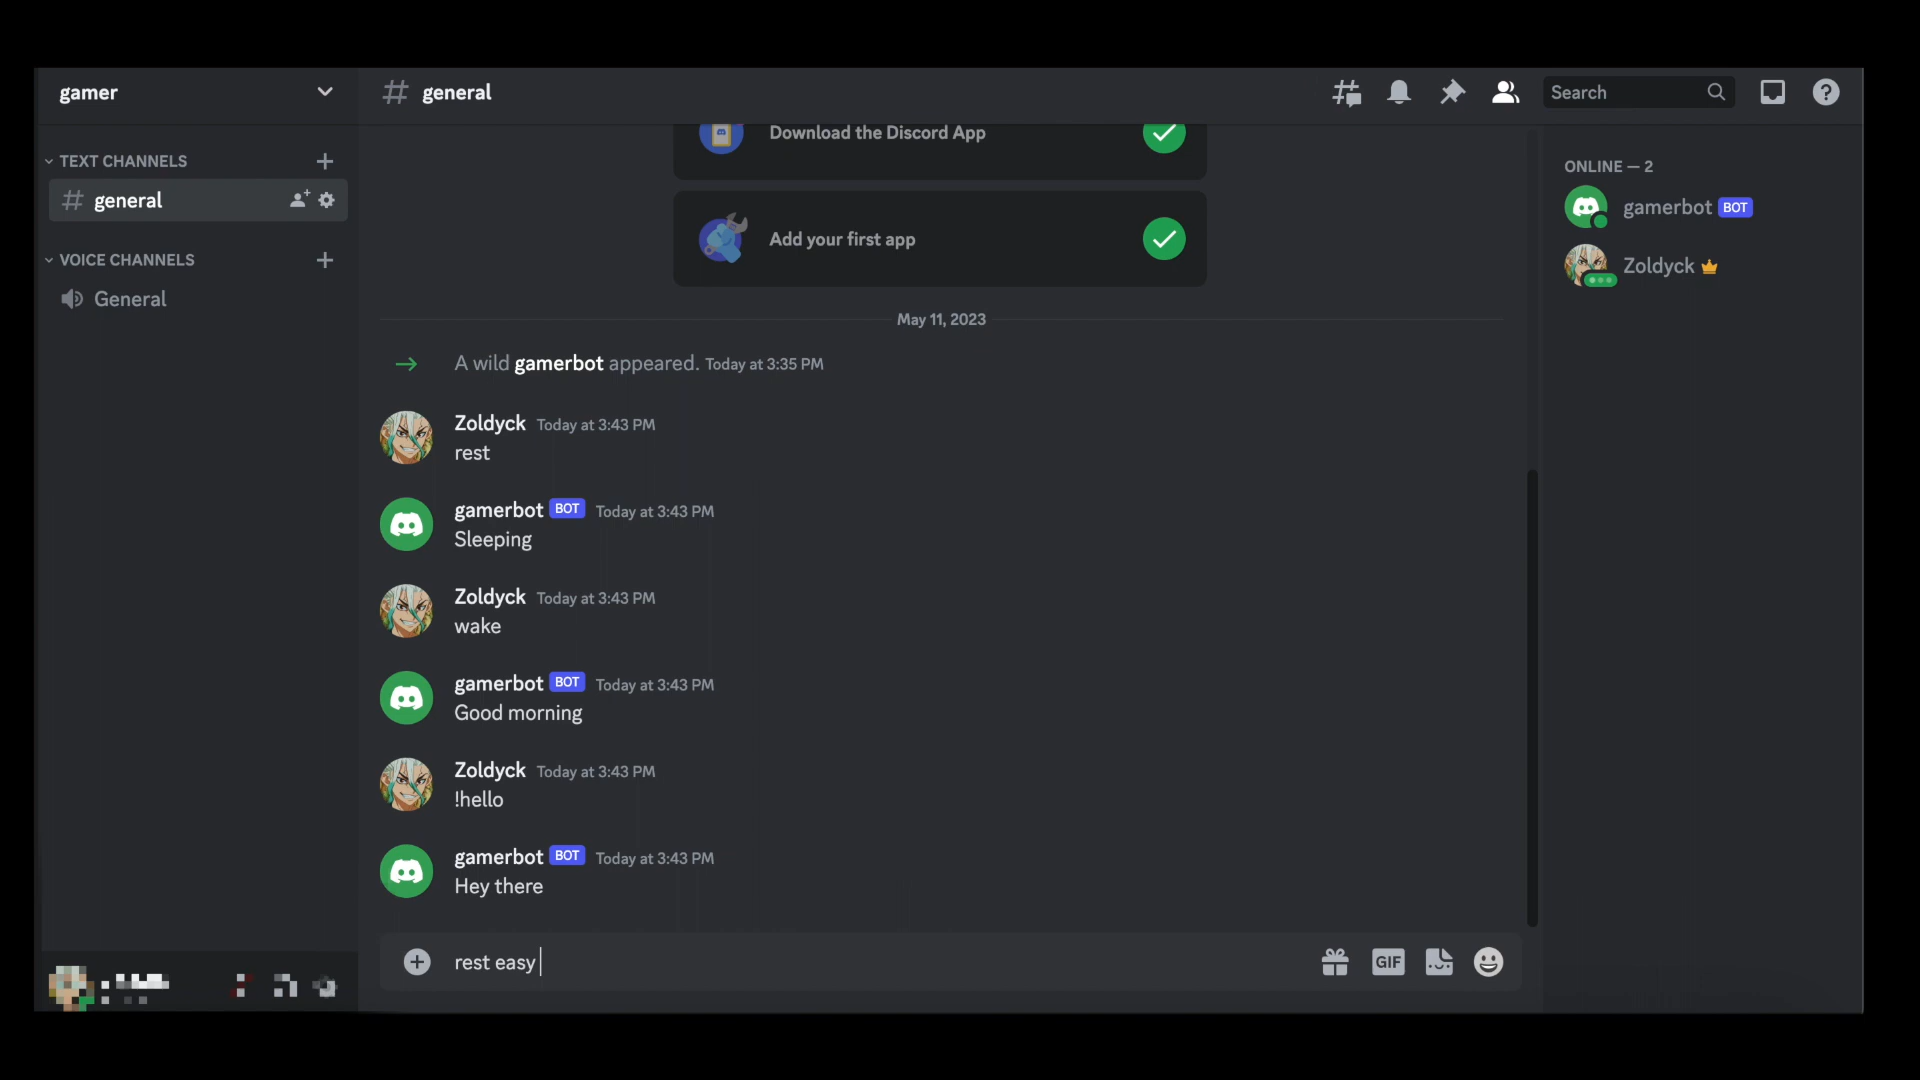 gamer
TEXT CHANNELS
general
VOICE CHANNELS
General
# general
Search
Download the Discord App
Add your first app
May 11, 2023
A wild gamerbot appeared. Today at 3:35 PM
Zoldyck Today at 3:43 PM
rest
gamerbot BOT Today at 3:43 PM
Sleeping
Zoldyck Today at 3:43 PM
wake
gamerbot BOT Today at 3:43 PM
Good morning
Zoldyck Today at 3:43 PM
!hello
gamerbot BOT Today at 3:43 PM
Hey there
rest easy
GIF
ONLINE — 2
gamerbot BOT
Zoldyck